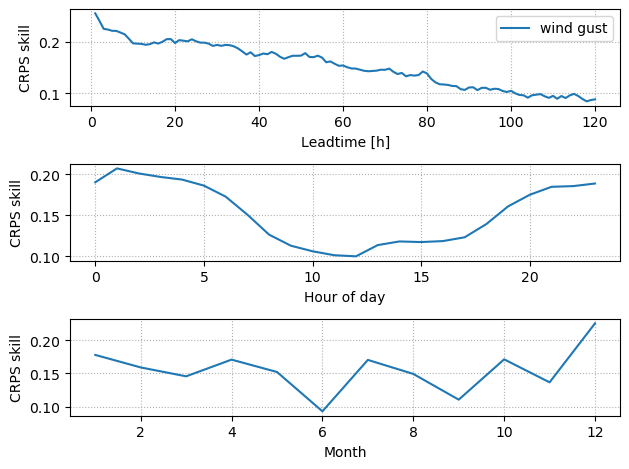 wind gust
CRPS skill
0.2
0.1
0 20 40 60 80 100 120
Leadtime [h]
CRPS skill
0.20
0.15
0.10
0 5 10 15 20
Hour of day
CRPS skill
0.20
0.15
0.10
2 4 6 8 10 12
Month